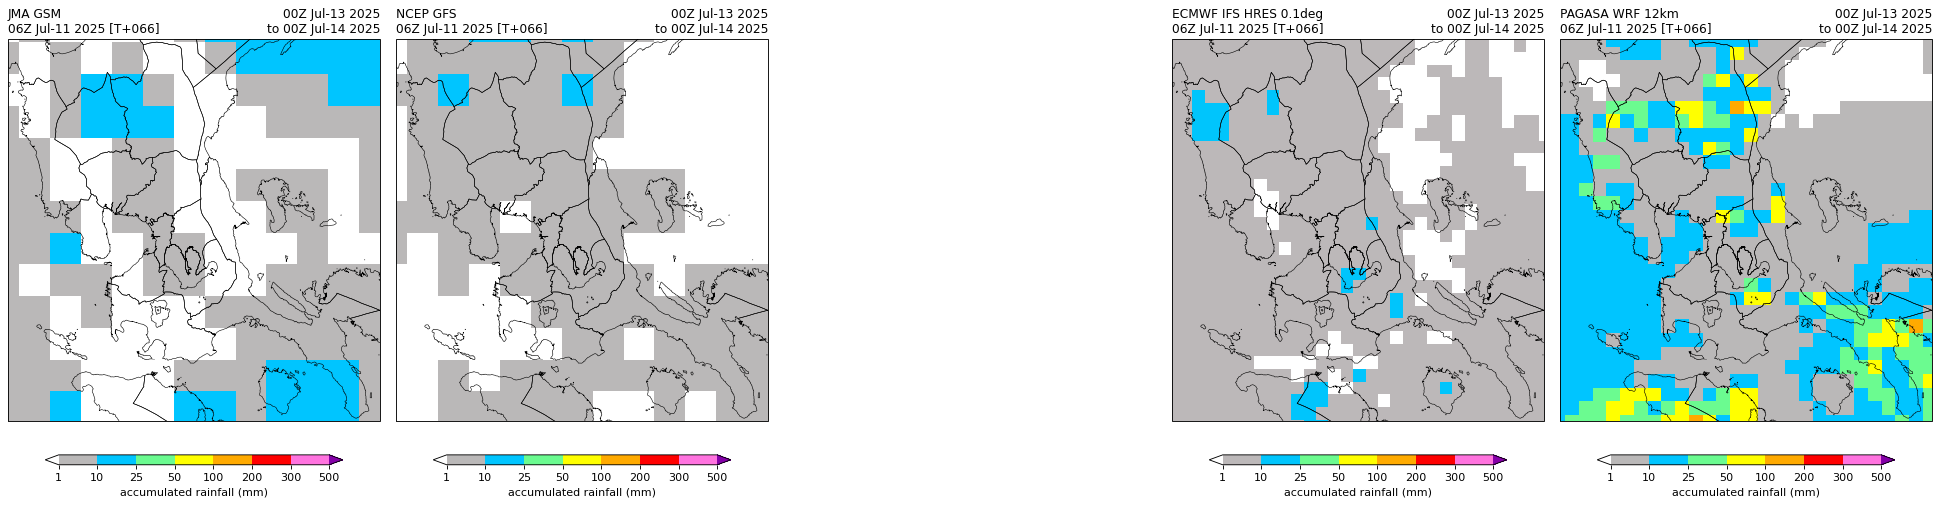 JMA GSM 00Z Jul-13 2025
06Z Jul-11 2025 [T+066] to 00Z Jul-14 2025
1 10 25 50 100 200 300 500
accumulated rainfall (mm)
NCEP GFS 00Z Jul-13 2025
06Z Jul-11 2025 [T+066] to 00Z Jul-14 2025
1 10 25 50 100 200 300 500
accumulated rainfall (mm)
ECMWF IFS HRES 0.1deg 00Z Jul-13 2025
06Z Jul-11 2025 [T+066] to 00Z Jul-14 2025
1 10 25 50 100 200 300 500
accumulated rainfall (mm)
PAGASA WRF 12km 00Z Jul-13 2025
06Z Jul-11 2025 [T+066] to 00Z Jul-14 2025
1 10 25 50 100 200 300 500
accumulated rainfall (mm)